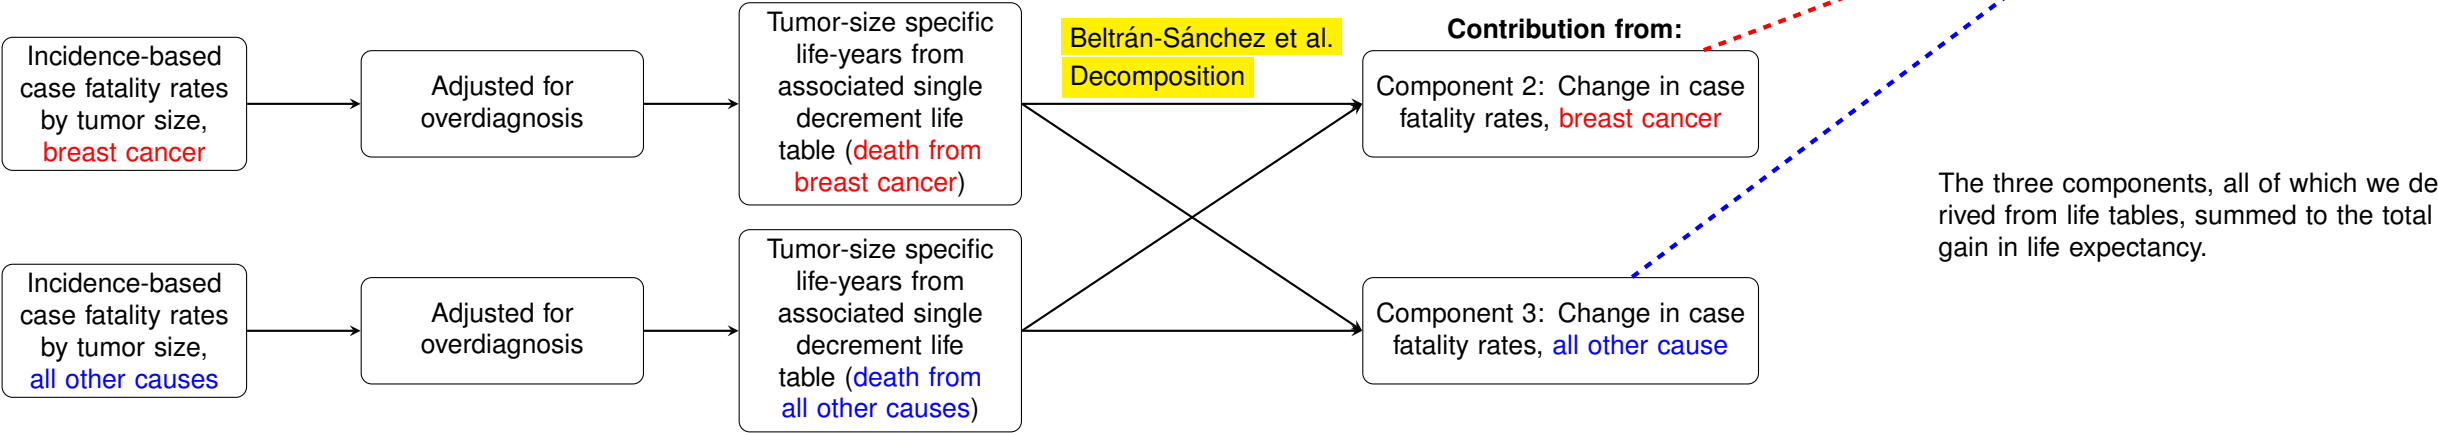 Incidence-based
case fatality rates
by tumor size,
breast cancer
Adjusted for
overdiagnosis
Tumor-size specific
life-years from
associated single
decrement life
table (death from
breast cancer)
Beltrán-Sánchez et al.
Decomposition
Contribution from:
Component 2: Change in case
fatality rates, breast cancer
Incidence-based
case fatality rates
by tumor size,
all other causes
Adjusted for
overdiagnosis
Tumor-size specific
life-years from
associated single
decrement life
table (death from
all other causes)
Component 3: Change in case
fatality rates, all other cause
The three components, all of which we de
rived from life tables, summed to the total
gain in life expectancy.